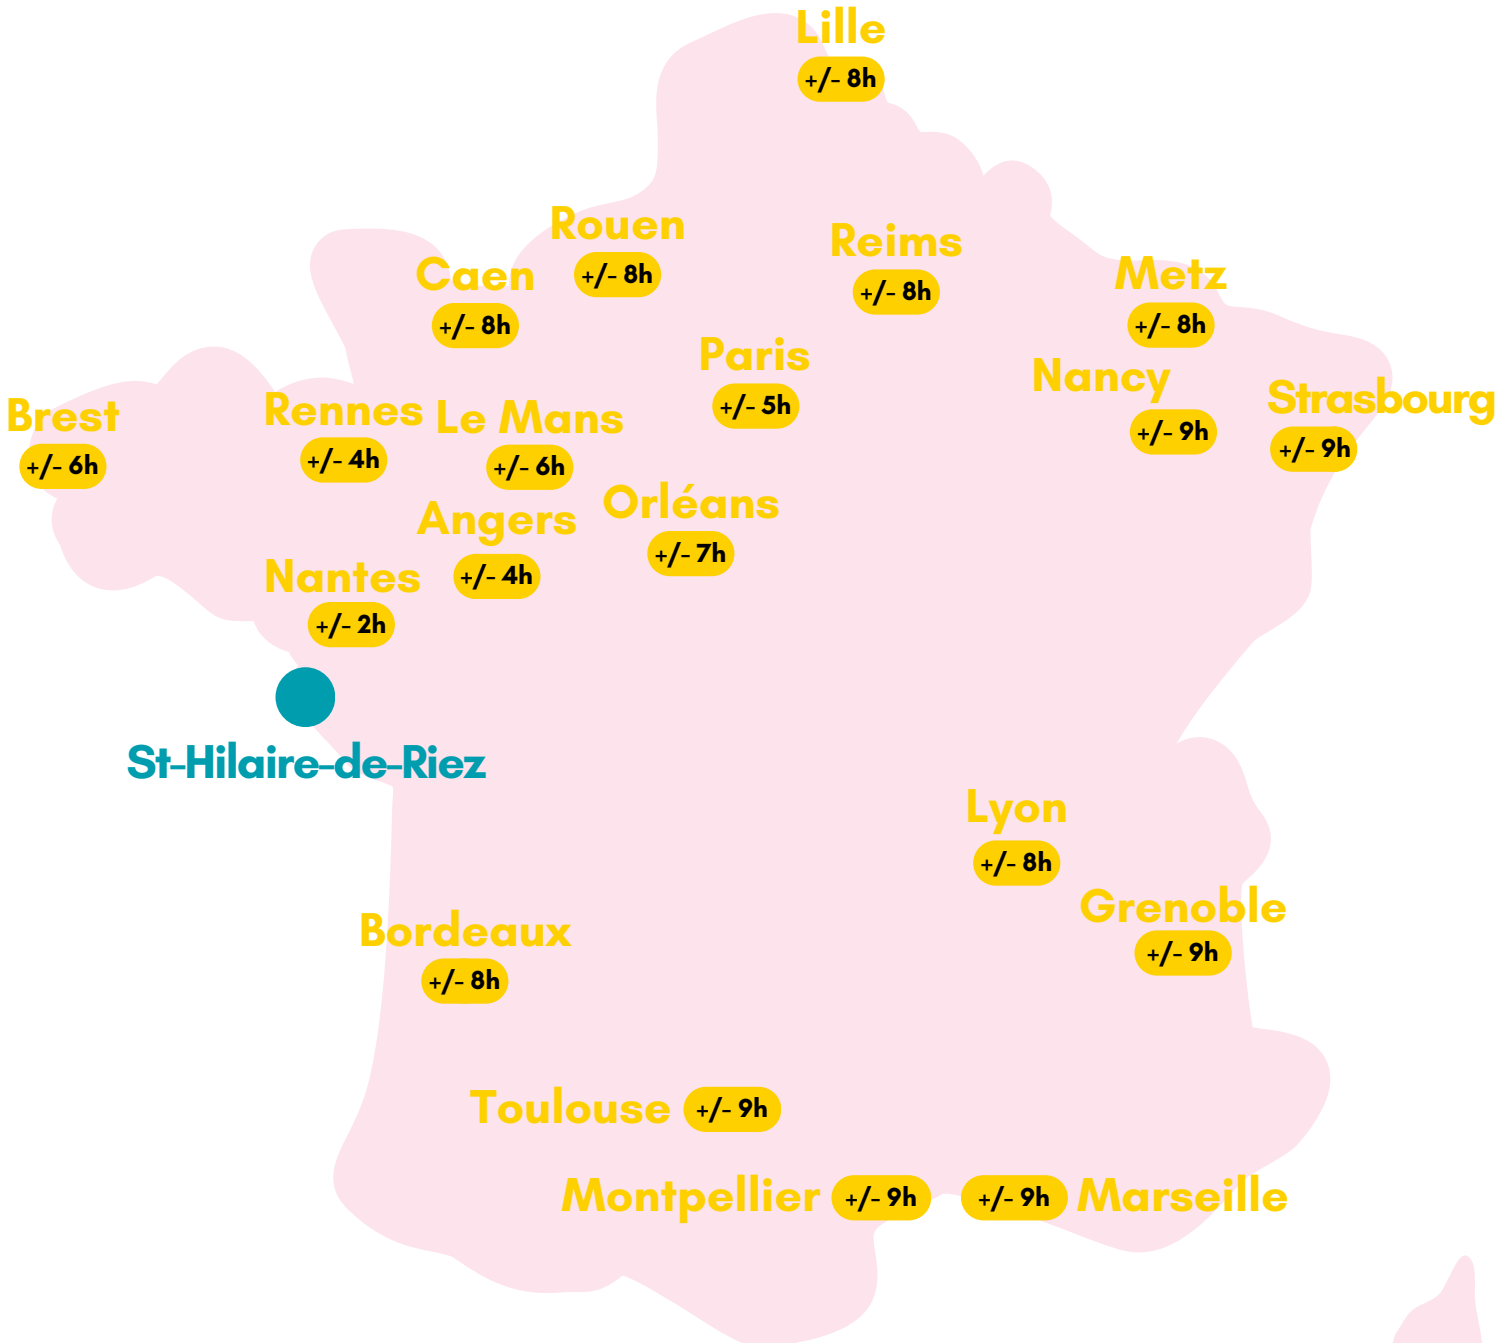 Lille
+/- 8h
Rouen
+/- 8h
Reims
+/- 8h
Caen
+/- 8h
Metz
+/- 8h
Paris
+/- 5h
Nancy
+/- 9h
Strasbourg
+/- 9h
Brest
+/- 6h
Rennes
+/- 4h
Le Mans
+/- 6h
Orléans
+/- 7h
Angers
+/- 4h
Nantes
+/- 2h
St-Hilaire-de-Riez
Lyon
+/- 8h
Grenoble
+/- 9h
Bordeaux
+/- 8h
Toulouse +/- 9h
Montpellier +/- 9h
+/- 9h Marseille